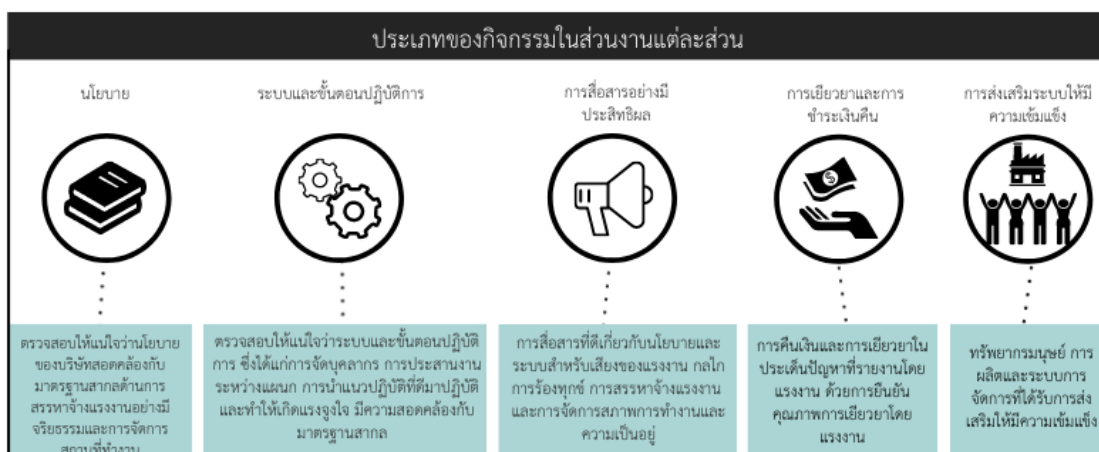 ประเภทของกิจกรรมในส่วนงานแต่ละส่วน
นโยบาย
ระบบและขั้นตอนปฏิบัติการ
การสื่อสารอย่างมี
ประสิทธิผล
การเยียวยาและการ
ชำระเงินคืน
การส่งเสริมระบบให้มี
ความเข้มแข็ง
ตรวจสอบให้แน่ใจว่านโยบาย
ของบริษัทสอดคล้องกับ
มาตรฐานสากลด้านการ
สรรหาจ้างแรงงานอย่างมี
จริยธรรมและการจัดการ
สถานที่ทำงาน
ตรวจสอบให้แน่ใจว่าระบบและขั้นตอนปฏิบัติ
การ ซึ่งได้แก่การจัดบุคลากร การประสานงาน
ระหว่างแผนก การนำแนวปฏิบัติที่ดีมาปฏิบัติ
และทำให้เกิดแรงจูงใจ มีความสอดคล้องกับ
มาตรฐานสากล
การสื่อสารที่ดีเกี่ยวกับนโยบายและ
ระบบสำหรับเสียงของแรงงาน กลไก
การร้องทุกข์ การสรรหาจ้างแรงงาน
และการจัดการสภาพการทำงานและ
ความเป็นอยู่
การคืนเงินและการเยียวยาใน
ประเด็นปัญหาที่รายงานโดย
แรงงาน ด้วยการยืนยัน
คุณภาพการเยียวยาโดย
แรงงาน
ทรัพยากรมนุษย์ การ
ผลิตและระบบการ
จัดการที่ได้รับการส่ง
เสริมให้มีความเข้มแข็ง